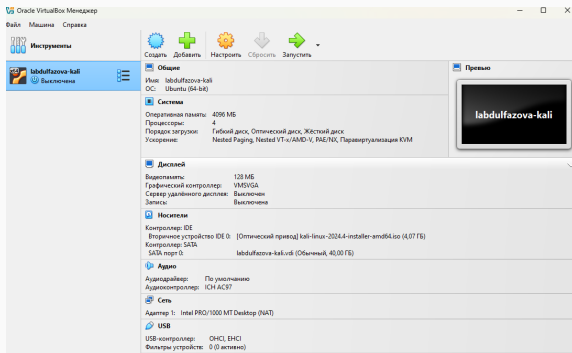 Oracle VirtualBox Менеджер
Файл Машина Справка
Инструменты
Создать Добавить Настроить Сбросить Запустить
labdulfazova-kali
Выключена
Общие
Имя: labdulfazova-kali
ОС: Ubuntu (64-bit)
Превью
labdulfazova-kali
Система
Оперативная память: 4096 МБ
Процессоры: 4
Порядок загрузки: Гибкий диск, Оптический диск, Жёсткий диск
Ускорение: Nested Paging, Nested VT-x/AMD-V, PAE/NX, Паравиртуализация KVM
Дисплей
Видеопамять: 128 МБ
Графический контроллер: VMSVGA
Сервер удалённого дисплея: Выключен
Запись: Выключена
Носители
Контроллер: IDE
Вторичное устройство IDE 0: [Оптический привод] kali-linux-2024.4-installer-amd64.iso (4,07 ГБ)
Контроллер: SATA
SATA порт 0: labdulfazova-kali.vdi (Обычный, 40,00 ГБ)
Аудио
Аудиодрайвер: По умолчанию
Аудиоконтроллер: ICH AC97
Сеть
Адаптер 1: Intel PRO/1000 MT Desktop (NAT)
USB
USB-контроллер: OHCI, EHCI
Фильтры устройств: 0 (0 активно)